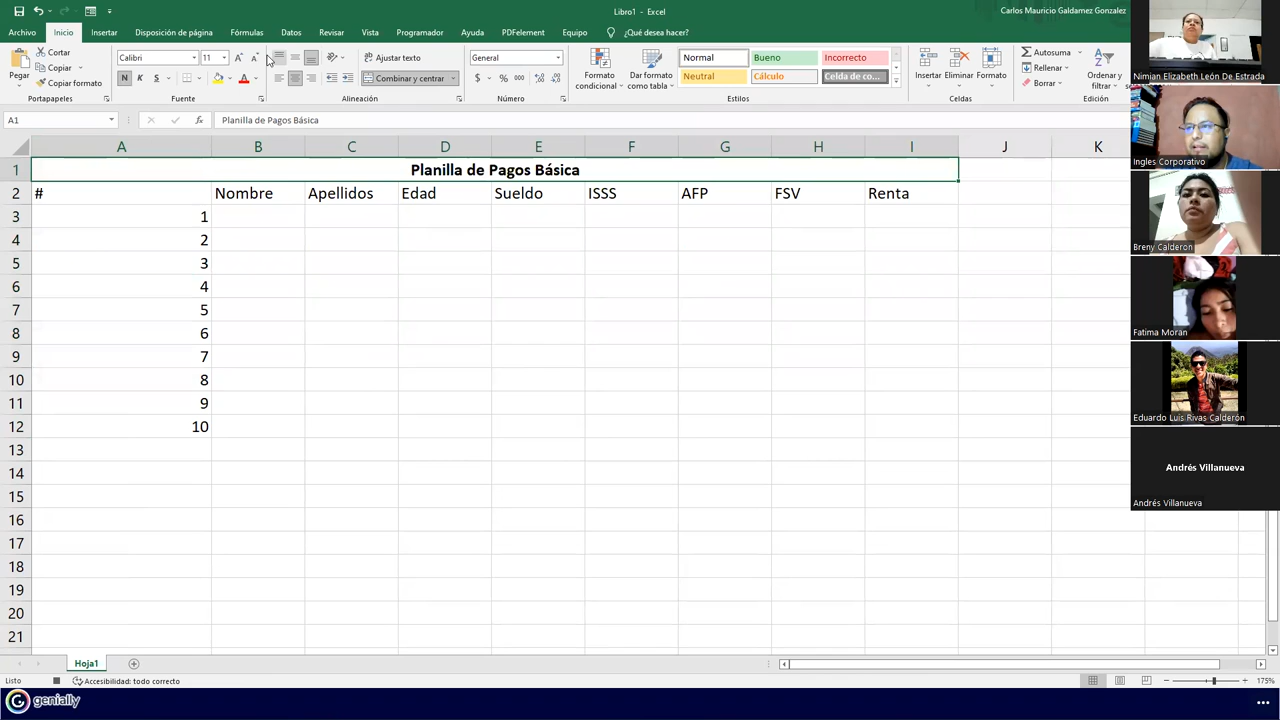 Libro1 - Excel
Carlos Mauricio Galdamez Gonzalez
Archivo Inicio Insertar Disposición de página Fórmulas Datos Revisar Vista Programador Ayuda PDFelement Equipo ¿Qué desea hacer?
Pegar
Cortar
Copiar
Copiar formato
Portapapeles
Calibri 11
N K S
Fuente
Ajustar texto
Combinar y centrar
Alineación
General
$ % 000
Número
Formato condicional
Dar formato como tabla
Normal Bueno Incorrecto
Neutral Cálculo Celda de co...
Estilos
Insertar Eliminar Formato
Celdas
Autosuma
Rellenar
Borrar
Ordenar y filtrar
Edición
A1 fx Planilla de Pagos Básica
A B C D E F G H I J K
1 Planilla de Pagos Básica
2 # Nombre Apellidos Edad Sueldo ISSS AFP FSV Renta
3 1
4 2
5 3
6 4
7 5
8 6
9 7
10 8
11 9
12 10
13
14
15
16
17
18
19
20
21
Hoja1
Listo Accesibilidad: todo correcto 175%
genially
Nimian Elizabeth León De Estrada
Ingles Corporativo
Breny Calderon
Fatima Morán
Eduardo Luis Rivas Calderón
Andrés Villanueva
Andrés Villanueva